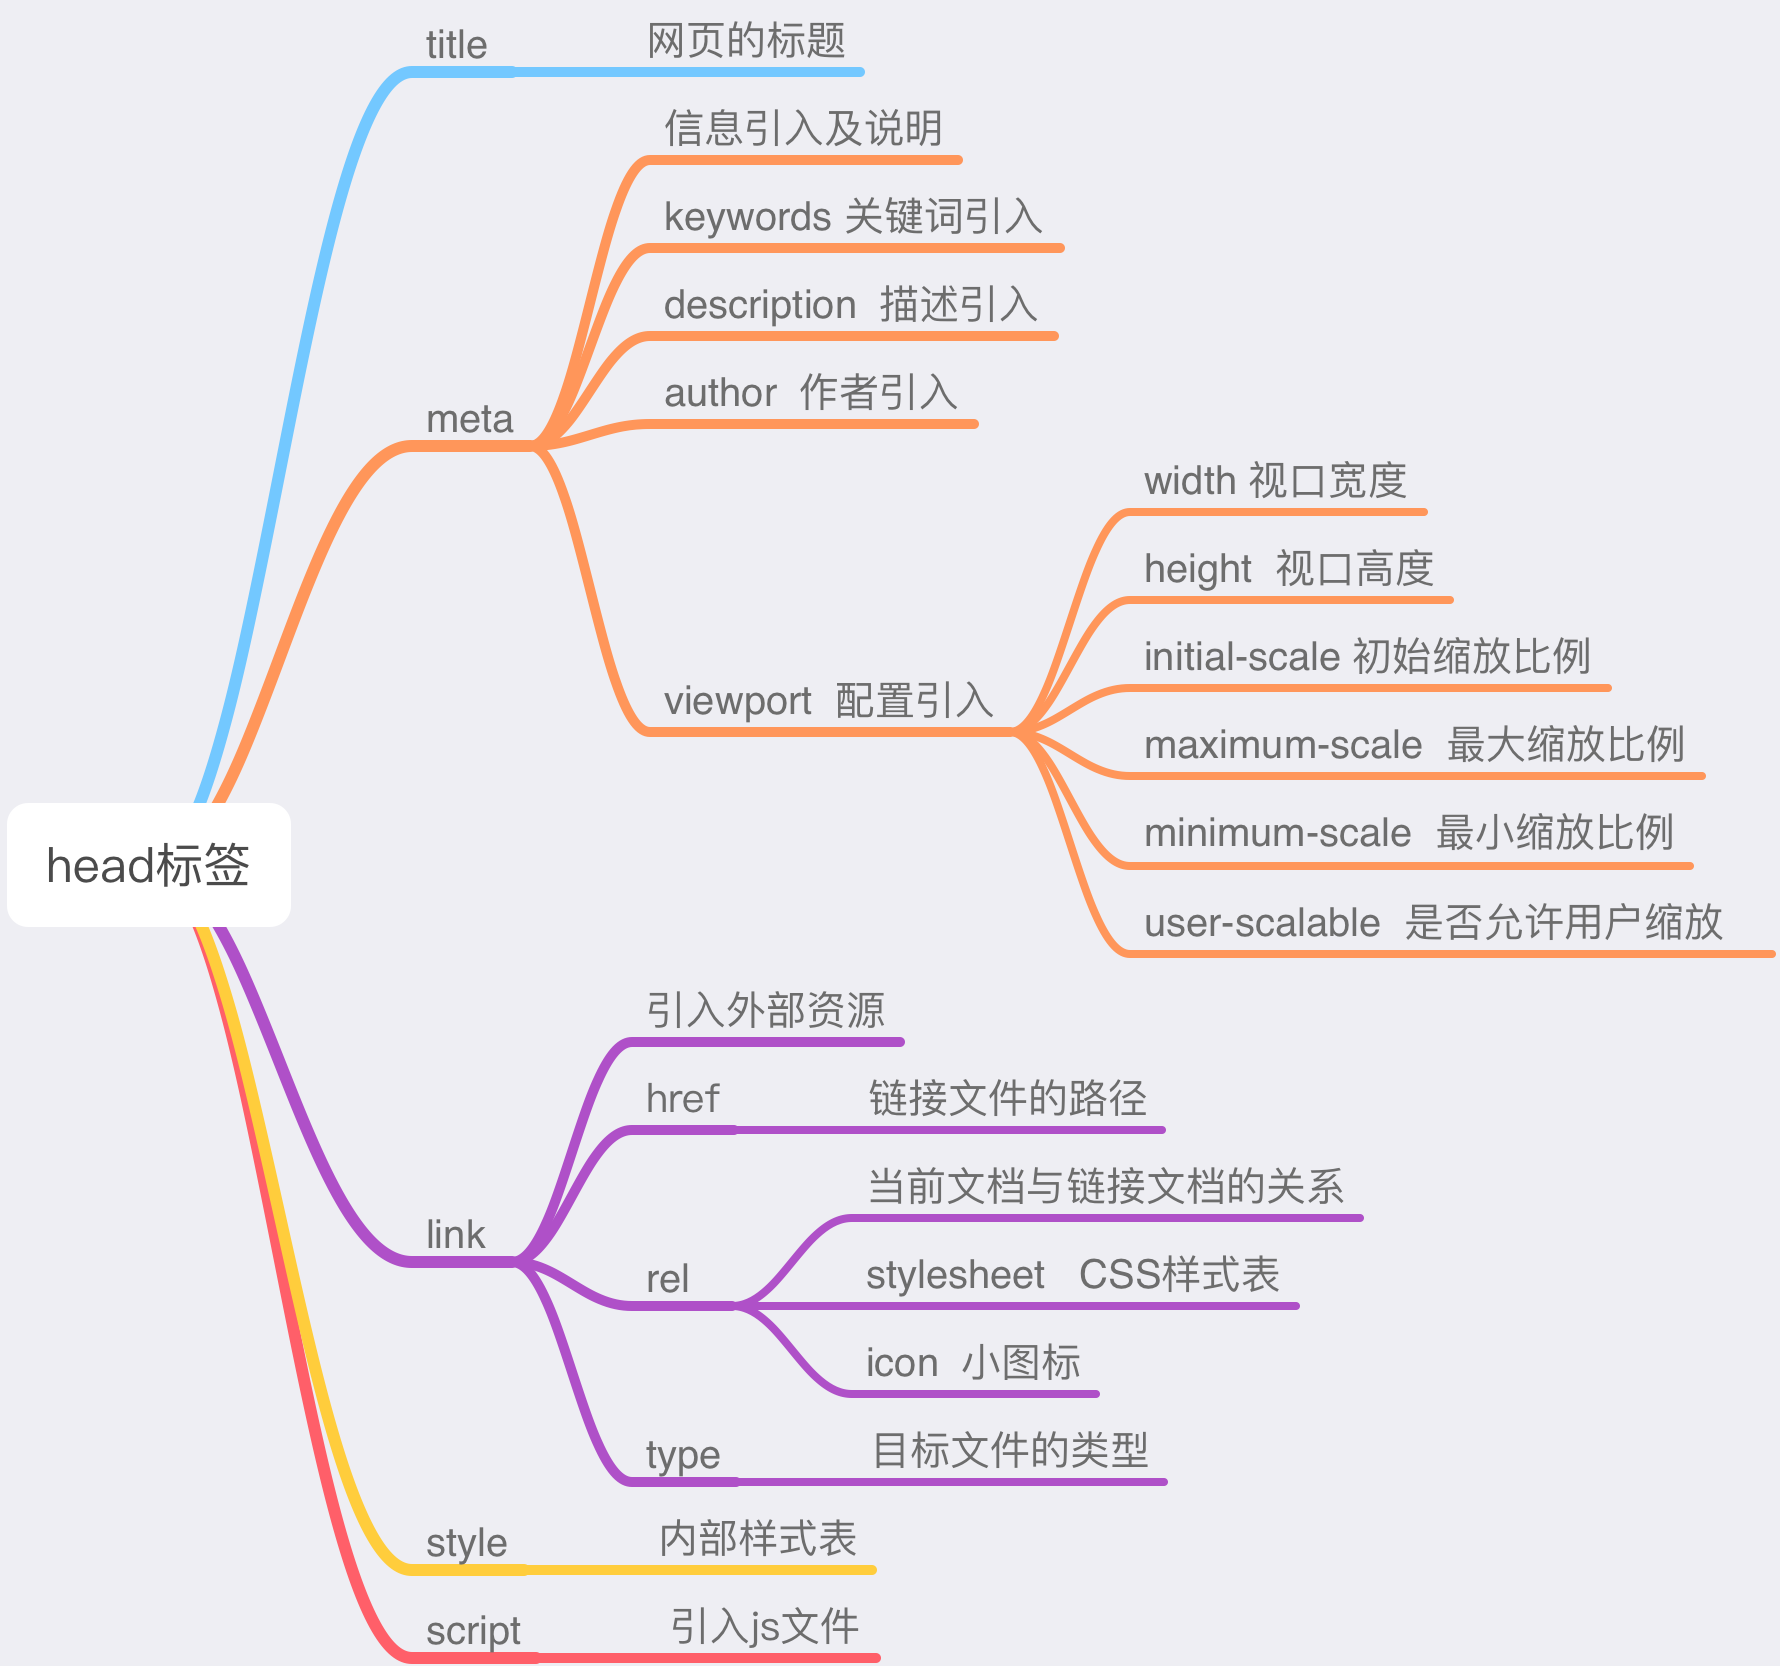 title 网页的标题
信息引入及说明
keywords 关键词引入
description 描述引入
author 作者引入
meta
width 视口宽度
height 视口高度
initial-scale 初始缩放比例
viewport 配置引入
maximum-scale 最大缩放比例
minimum-scale 最小缩放比例
head标签
user-scalable 是否允许用户缩放
引入外部资源
href 链接文件的路径
当前文档与链接文档的关系
link
rel
stylesheet CSS样式表
icon 小图标
type 目标文件的类型
style 内部样式表
script 引入js文件